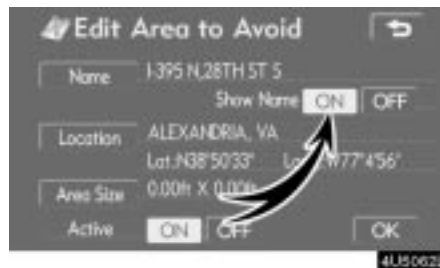 Edit Area to Avoid
Name I-395 N,28TH ST S
Show Name ON OFF
Location ALEXANDRIA, VA
Lat:N38°50'33" W77°4'56"
Area Size 0.00ft X 0.00ft
Active ON OFF OK
4U5062